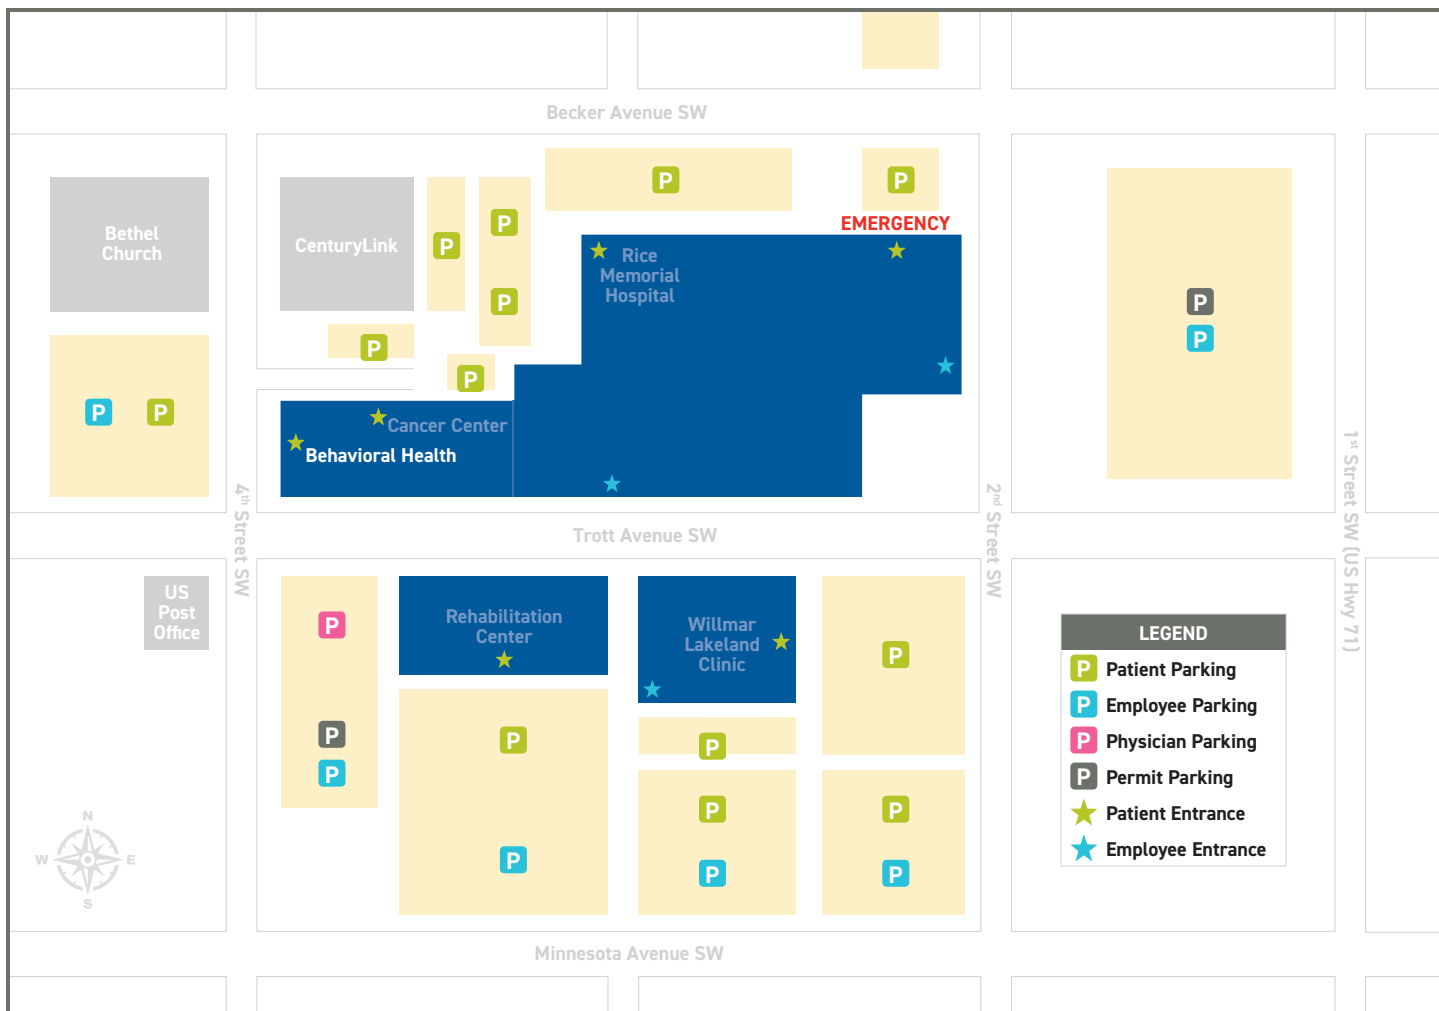 Becker Avenue SW
P
P
EMERGENCY
Bethel
Church
CenturyLink
P
P
P
Rice
Memorial
Hospital
P
P
P
P
P
P
Cancer Center
Behavioral Health
4th Street SW
2nd Street SW
1st Street SW (US Hwy 71)
Trott Avenue SW
US
Post
Office
P
P
P
Rehabilitation
Center
P
P
Willmar
Lakeland
Clinic
P
P
P
P
P
P
LEGEND
P Patient Parking
P Employee Parking
P Physician Parking
P Permit Parking
Patient Entrance
Employee Entrance
N
W E
S
Minnesota Avenue SW